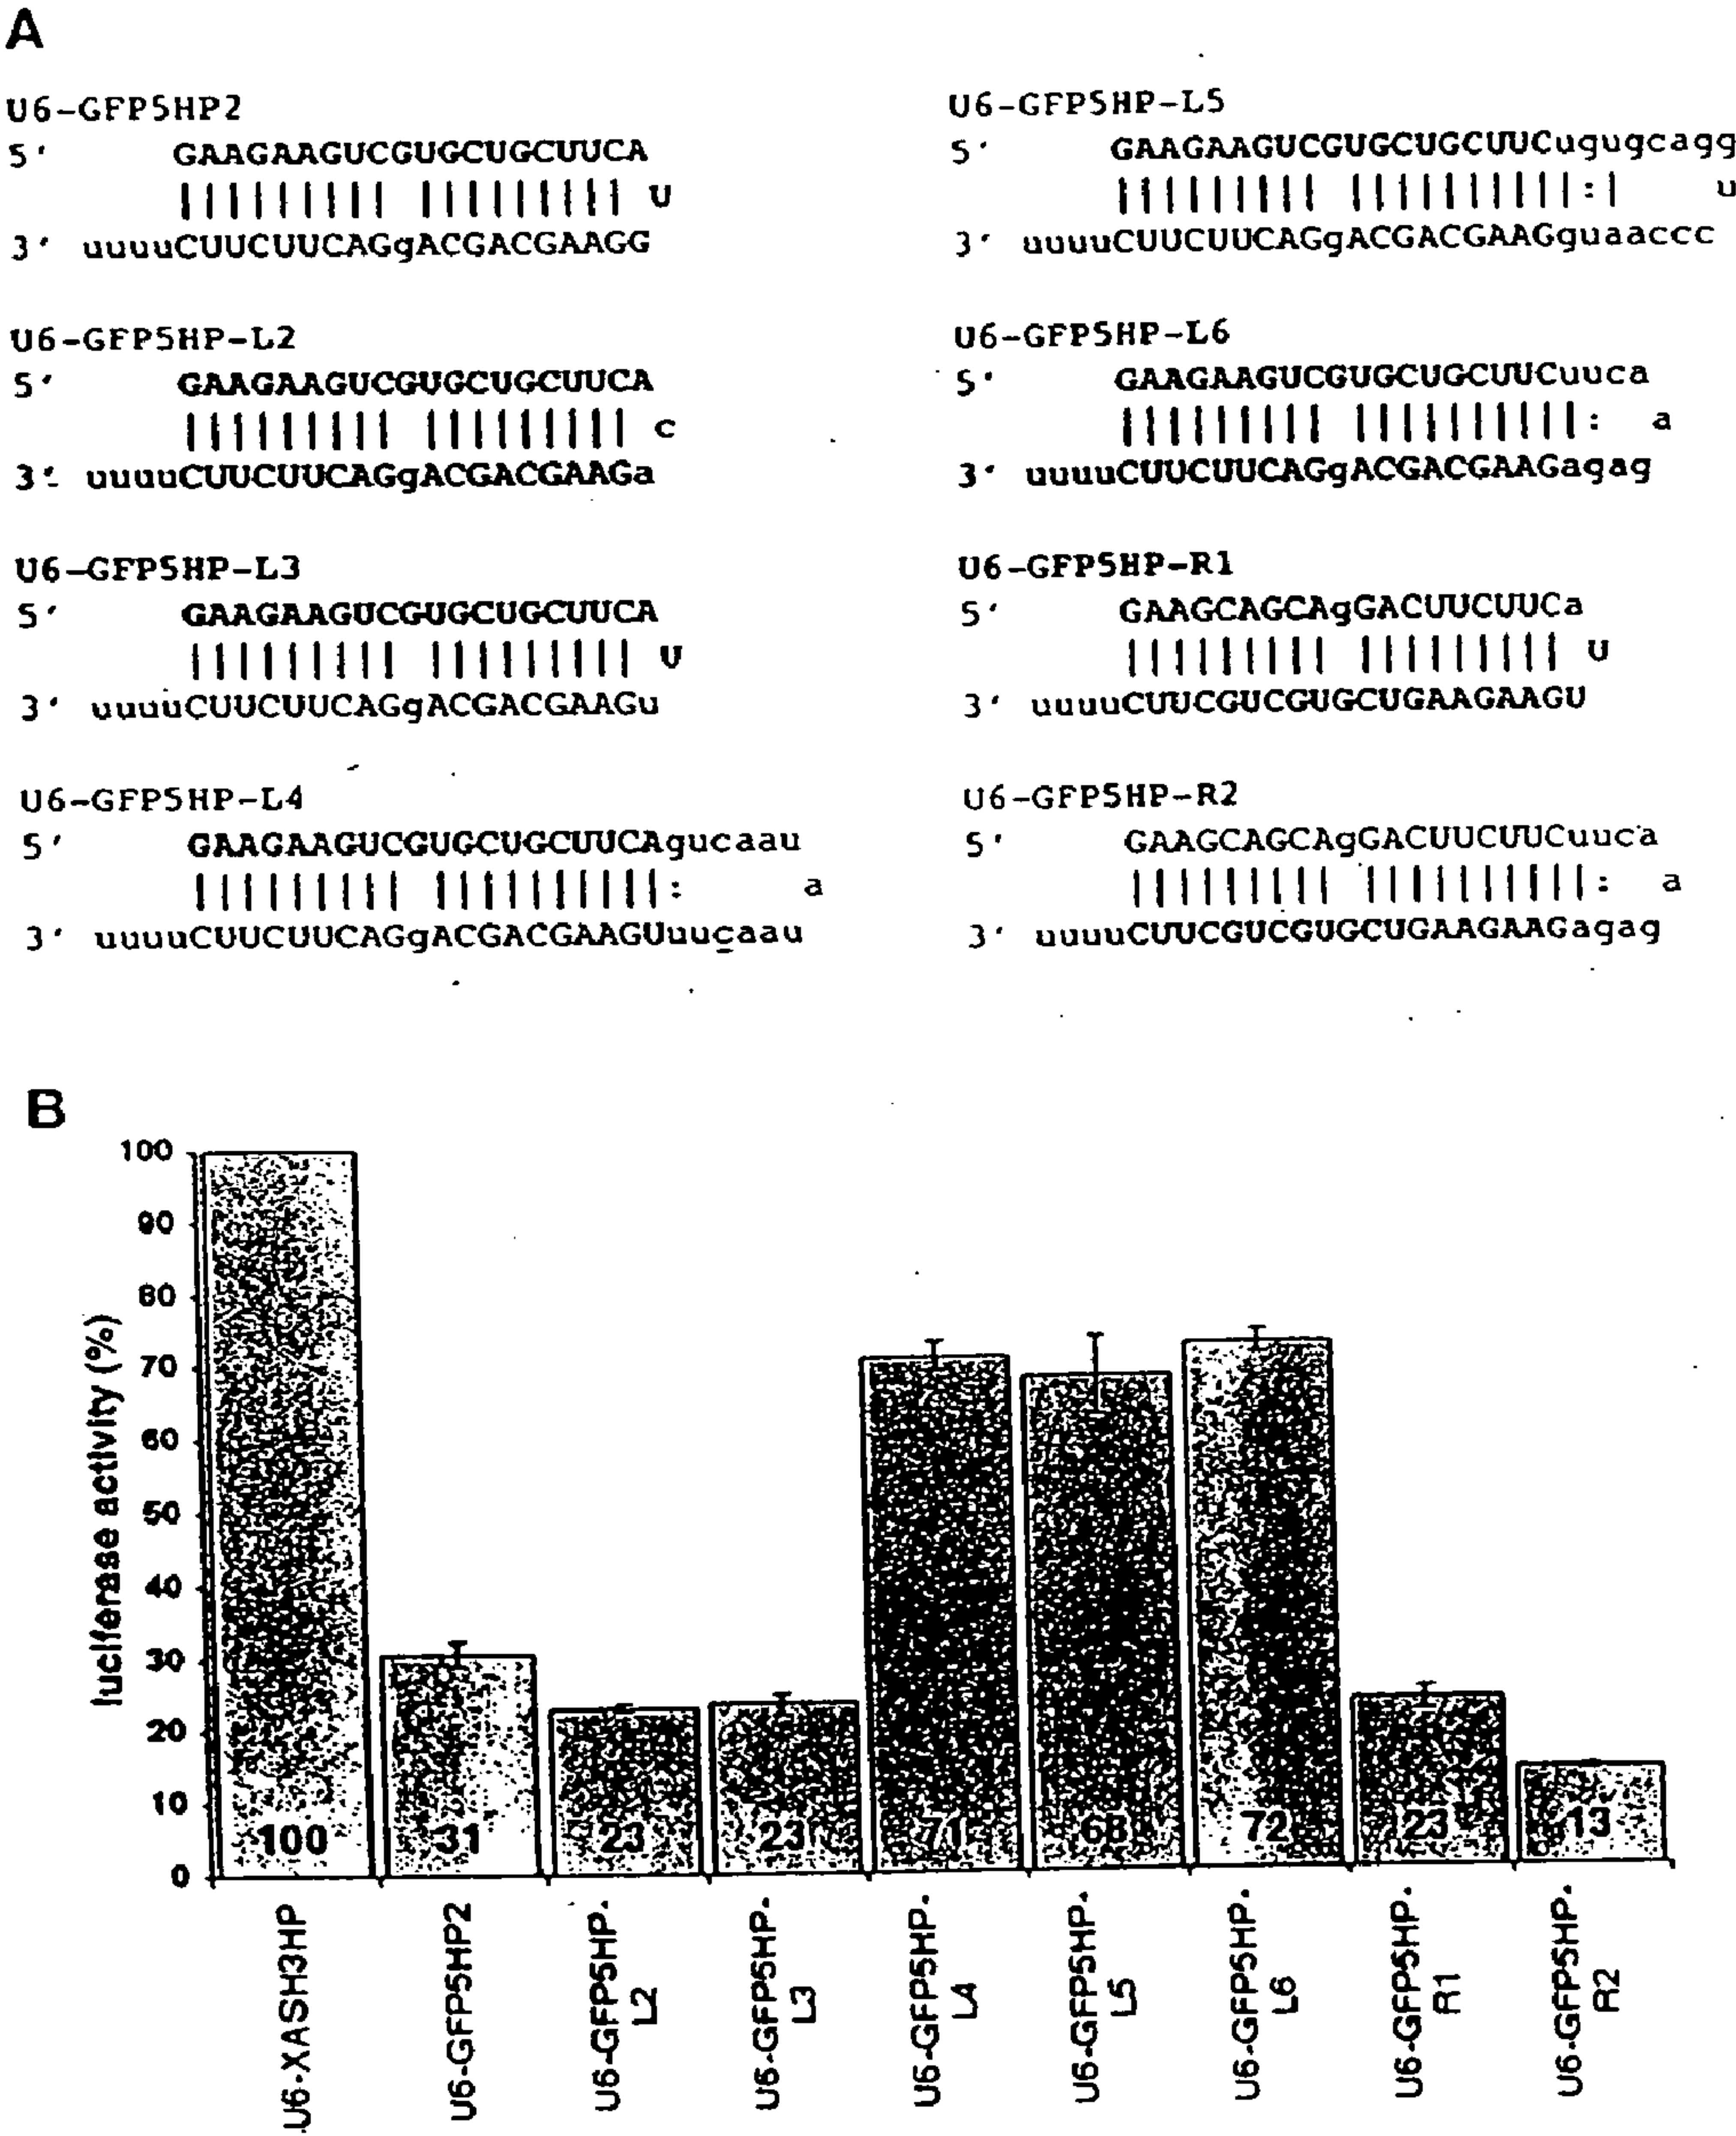 A
U6-GFP5HP2
5' GAAGAAGUCGUGCUGCUUCA
U
3' uuuuCUUCUUCAGgACGACGAAGG
U6-GFP5HP-L2
5' GAAGAAGUCGUGCUGCUUCA
c
3' uuuuCUUCUUCAGgACGACGAAGa
U6-GFP5HP-L3
5' GAAGAAGUCGUGCUGCUUCA
U
3' uuuuCUUCUUCAGgACGACGAAGu
U6-GFP5HP-L4
5' GAAGAAGUCGUGCUGCUUCAgucaau
: a
3' uuuuCUUCUUCAGgACGACGAAGUuucaau
U6-GFP5HP-L5
5' GAAGAAGUCGUGCUGCUUCugugcagg
: u
3' uuuuCUUCUUCAGgACGACGAAGguaaccc
U6-GFP5HP-L6
5' GAAGAAGUCGUGCUGCUUCuuca
: a
3' uuuuCUUCUUCAGgACGACGAAGagag
U6-GFP5HP-R1
5' GAAGCAGCAgGACUUCUUCa
U
3' uuuuCUUCGUCGUGCUGAAGAAGU
U6-GFP5HP-R2
5' GAAGCAGCAgGACUUCUUCuuca
: a
3' uuuuCUUCGUCGUGCUGAAGAAGagag
B
luciferase activity (%)
100
90
80
70
60
50
40
30
20
10
0
100 31 23 23 71 68 72 23 13
U6-XASH3HP
U6-GFP5HP2
U6-GFP5HP-
L2
U6-GFP5HP-
L3
U6-GFP5HP-
L4
U6-GFP5HP-
L5
U6-GFP5HP-
L6
U6-GFP5HP-
R1
U6-GFP5HP-
R2